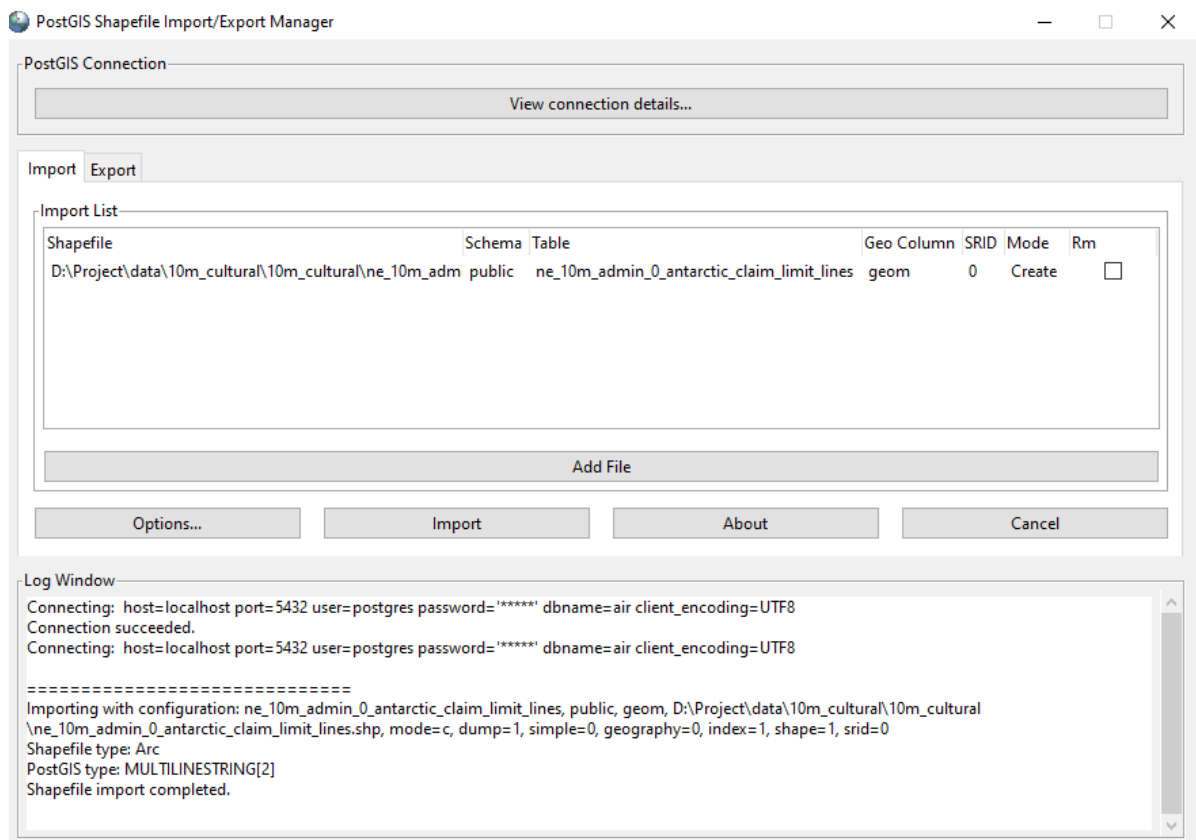 PostGIS Shapefile Import/Export Manager
PostGIS Connection
View connection details...
Import Export
Import List
Shapefile Schema Table Geo Column SRID Mode Rm
D:\Project\data\10m_cultural\10m_cultural\ne_10m_adm public ne_10m_admin_0_antarctic_claim_limit_lines geom 0 Create
Add File
Options... Import About Cancel
Log Window
Connecting:  host=localhost port=5432 user=postgres password='*****' dbname=air client_encoding=UTF8
Connection succeeded.
Connecting:  host=localhost port=5432 user=postgres password='*****' dbname=air client_encoding=UTF8
==============================
Importing with configuration: ne_10m_admin_0_antarctic_claim_limit_lines, public, geom, D:\Project\data\10m_cultural\10m_cultural
\ne_10m_admin_0_antarctic_claim_limit_lines.shp, mode=c, dump=1, simple=0, geography=0, index=1, shape=1, srid=0
Shapefile type: Arc
PostGIS type: MULTILINESTRING[2]
Shapefile import completed.